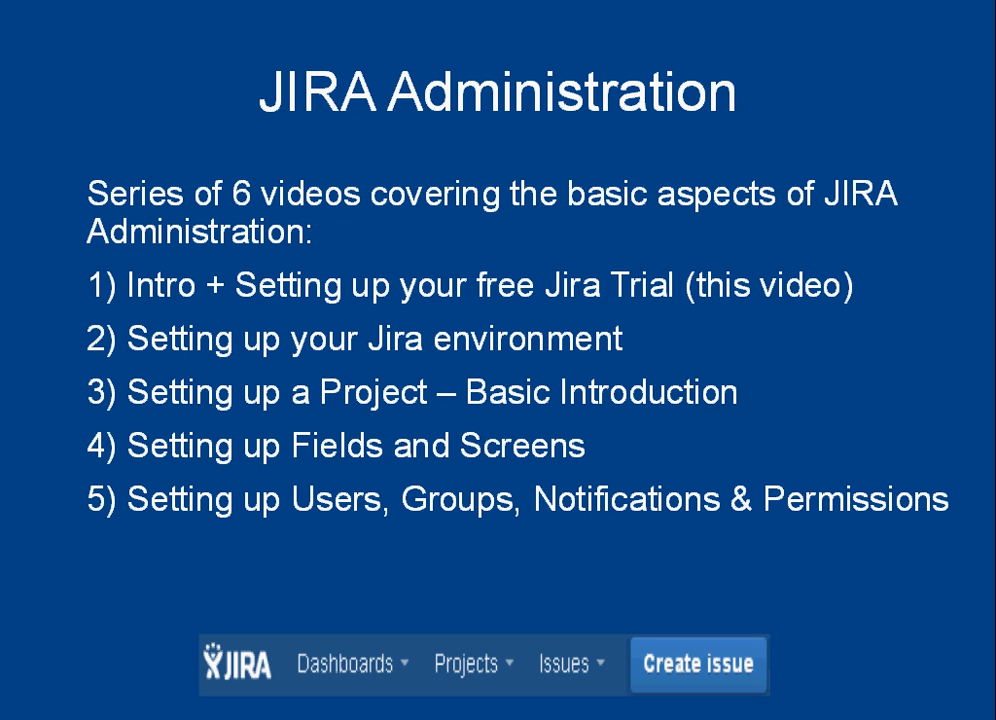 JIRA Administration
Series of 6 videos covering the basic aspects of JIRA
Administration:
1) Intro + Setting up your free Jira Trial (this video)
2) Setting up your Jira environment
3) Setting up a Project – Basic Introduction
4) Setting up Fields and Screens
5) Setting up Users, Groups, Notifications & Permissions
JIRA Dashboards Projects Issues Create issue